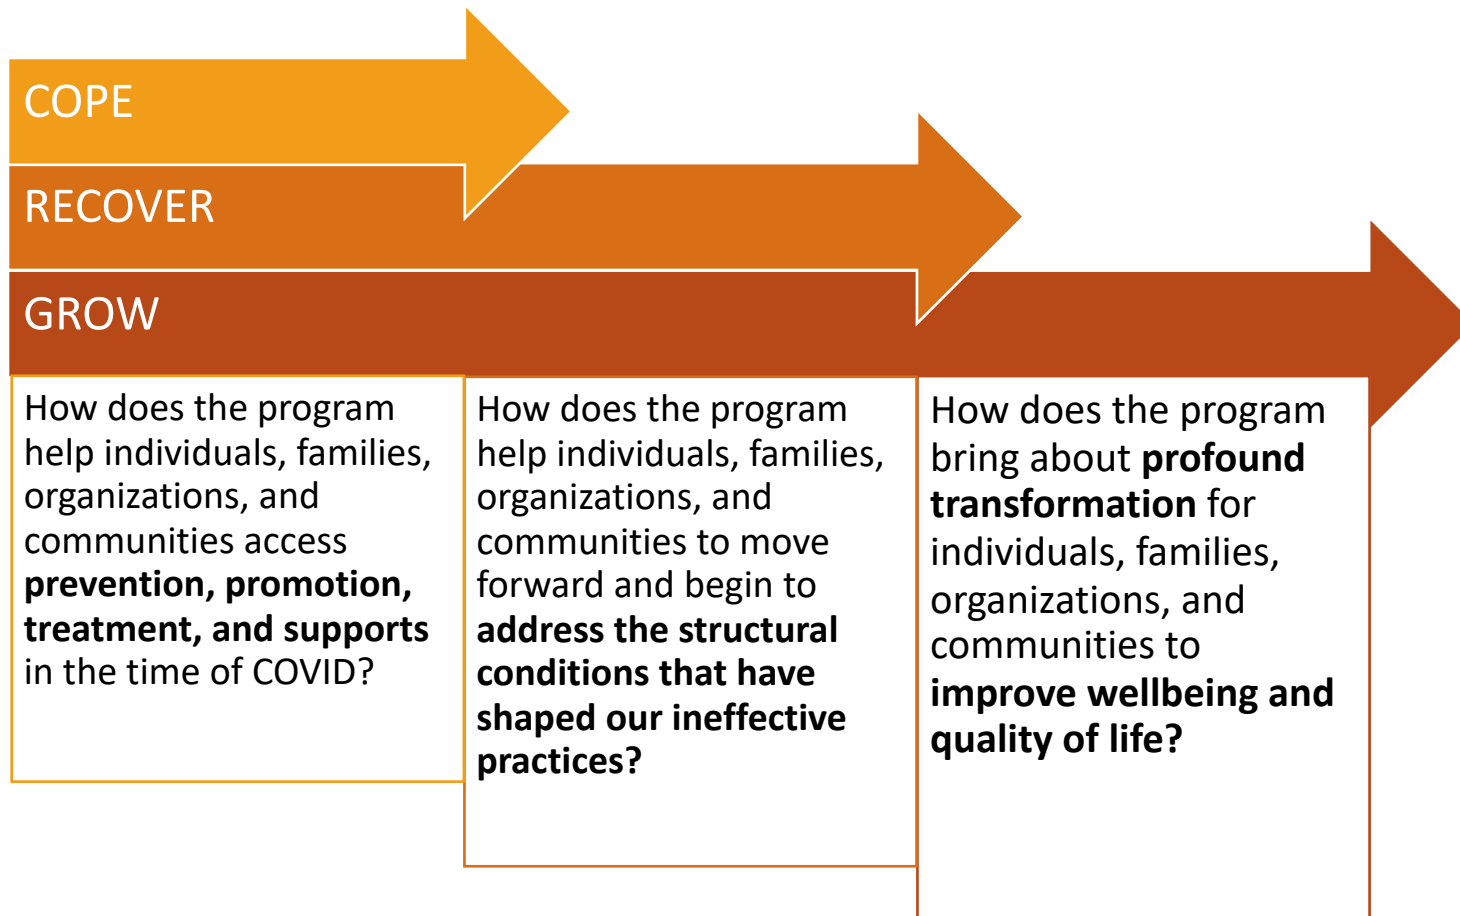 COPE
RECOVER
GROW
How does the program
help individuals, families,
organizations, and
communities access
prevention, promotion,
treatment, and supports
in the time of COVID?
How does the program
help individuals, families,
organizations, and
communities to move
forward and begin to
address the structural
conditions that have
shaped our ineffective
practices?
How does the program
bring about profound
transformation for
individuals, families,
organizations, and
communities to
improve wellbeing and
quality of life?